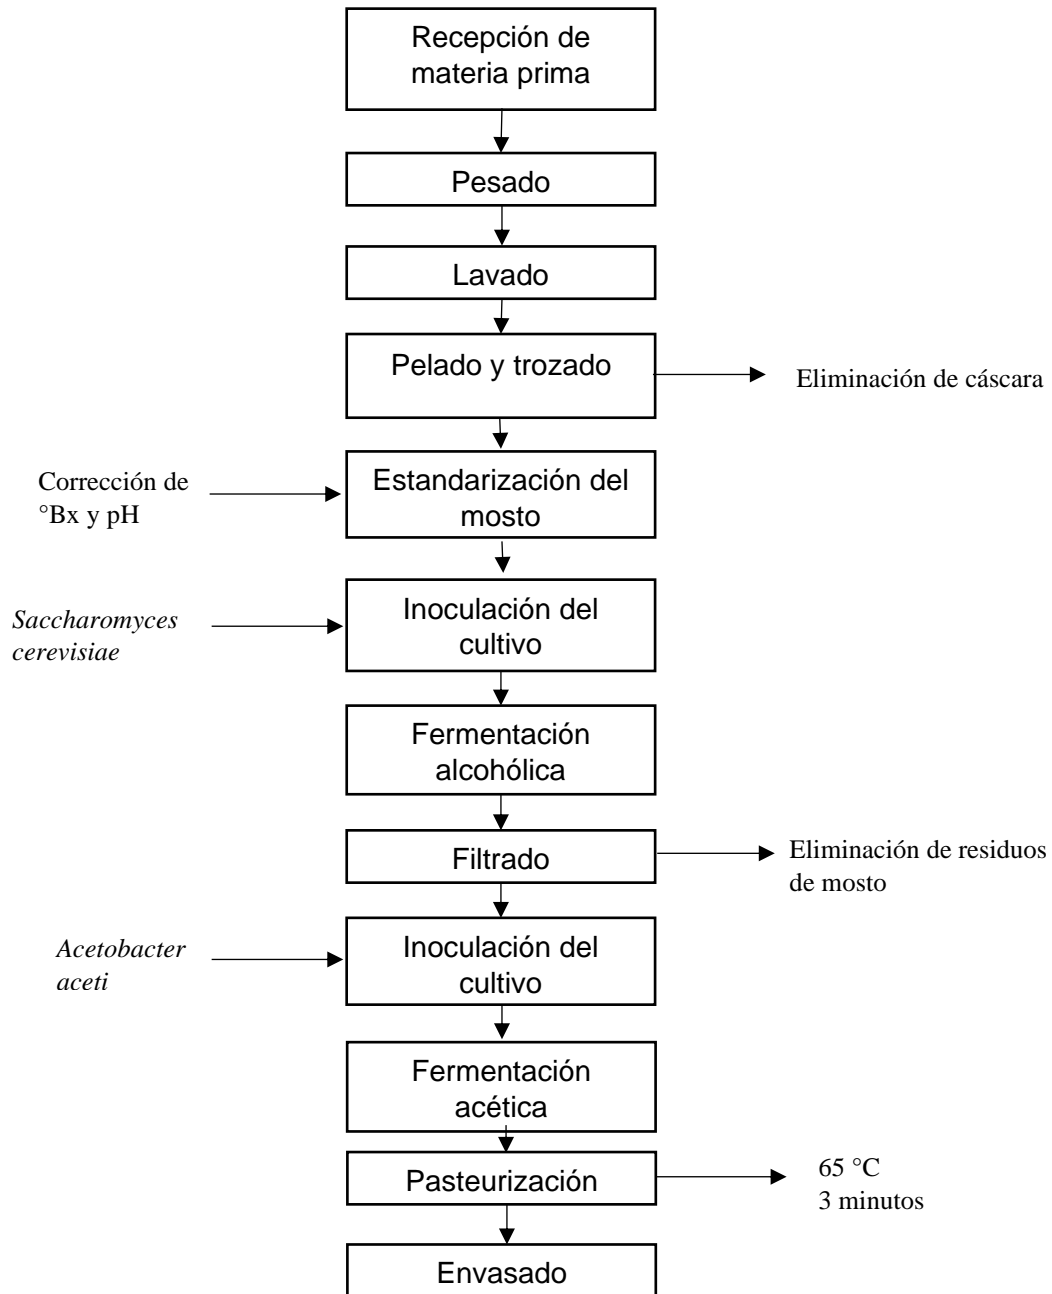 Recepción de
materia prima
Pesado
Lavado
Pelado y trozado
Eliminación de cáscara
Corrección de
°Bx y pH
Estandarización del
mosto
Saccharomyces
cerevisiae
Inoculación del
cultivo
Fermentación
alcohólica
Filtrado
Eliminación de residuos
de mosto
Acetobacter
aceti
Inoculación del
cultivo
Fermentación
acética
Pasteurización
65 °C
3 minutos
Envasado